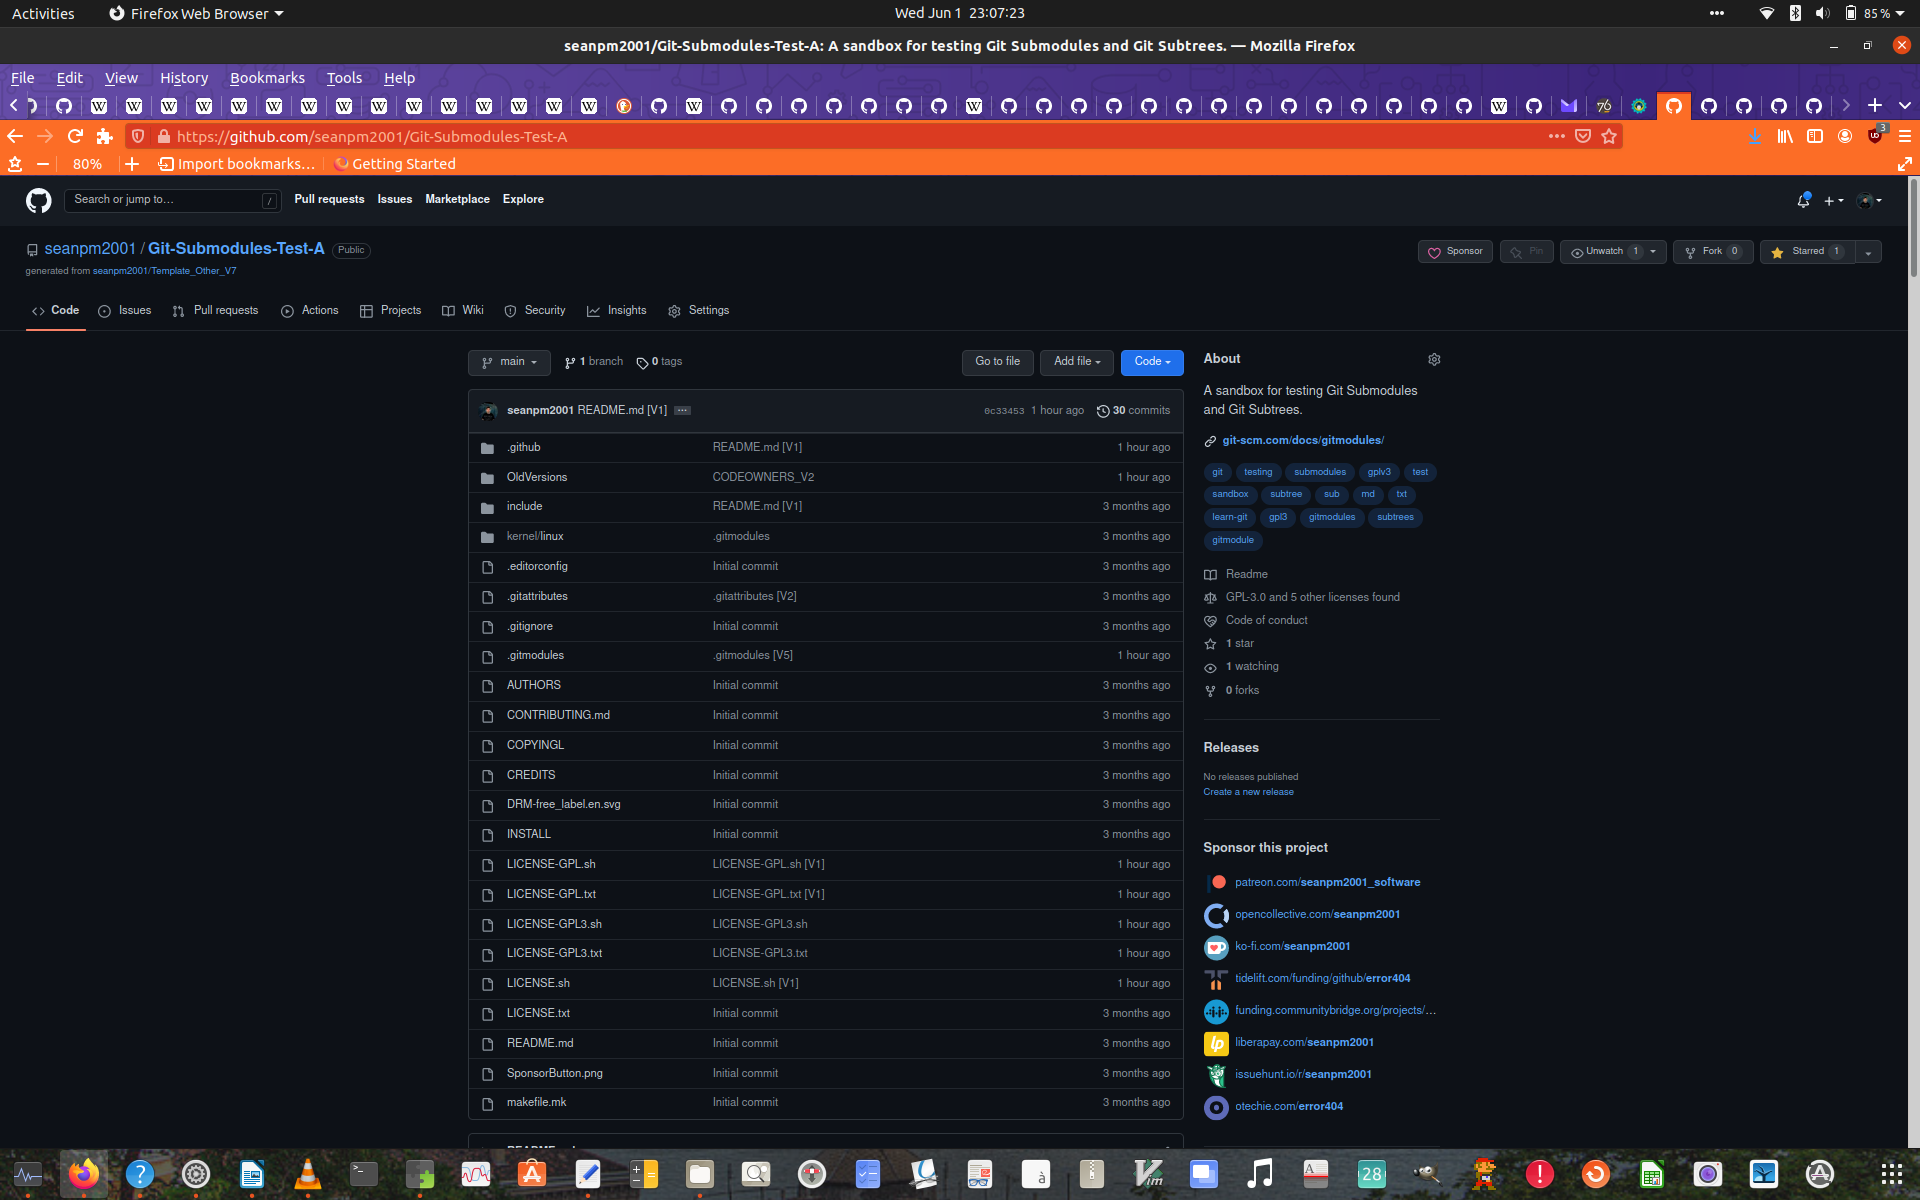 Activities
Firefox Web Browser
Wed Jun 1 23:07:23
85 %
seanpm2001/Git-Submodules-Test-A: A sandbox for testing Git Submodules and Git Subtrees. — Mozilla Firefox
File Edit View History Bookmarks Tools Help
https://github.com/seanpm2001/Git-Submodules-Test-A
3
80%
Import bookmarks...
Getting Started
Search or jump to...
/
Pull requests Issues Marketplace Explore
seanpm2001 / Git-Submodules-Test-A Public
generated from seanpm2001/Template_Other_V7
Sponsor
Pin
Unwatch 1
Fork 0
Starred 1
Code Issues Pull requests Actions Projects Wiki Security Insights Settings
main
1 branch
0 tags
Go to file
Add file
Code
seanpm2001 README.md [V1] ...
0c33453 1 hour ago 30 commits
.github README.md [V1] 1 hour ago
OldVersions CODEOWNERS_V2 1 hour ago
include README.md [V1] 3 months ago
kernel/linux .gitmodules 3 months ago
.editorconfig Initial commit 3 months ago
.gitattributes .gitattributes [V2] 3 months ago
.gitignore Initial commit 3 months ago
.gitmodules .gitmodules [V5] 1 hour ago
AUTHORS Initial commit 3 months ago
CONTRIBUTING.md Initial commit 3 months ago
COPYINGL Initial commit 3 months ago
CREDITS Initial commit 3 months ago
DRM-free_label.en.svg Initial commit 3 months ago
INSTALL Initial commit 3 months ago
LICENSE-GPL.sh LICENSE-GPL.sh [V1] 1 hour ago
LICENSE-GPL.txt LICENSE-GPL.txt [V1] 1 hour ago
LICENSE-GPL3.sh LICENSE-GPL3.sh 1 hour ago
LICENSE-GPL3.txt LICENSE-GPL3.txt 1 hour ago
LICENSE.sh LICENSE.sh [V1] 1 hour ago
LICENSE.txt Initial commit 3 months ago
README.md Initial commit 3 months ago
SponsorButton.png Initial commit 3 months ago
makefile.mk Initial commit 3 months ago
About
A sandbox for testing Git Submodules
and Git Subtrees.
git-scm.com/docs/gitmodules/
git testing submodules gplv3 test
sandbox subtree sub md txt
learn-git gpl3 gitmodules subtrees
gitmodule
Readme
GPL-3.0 and 5 other licenses found
Code of conduct
1 star
1 watching
0 forks
Releases
No releases published
Create a new release
Sponsor this project
patreon.com/seanpm2001_software
opencollective.com/seanpm2001
ko-fi.com/seanpm2001
tidelift.com/funding/github/error404
funding.communitybridge.org/projects/...
liberapay.com/seanpm2001
issuehunt.io/r/seanpm2001
otechie.com/error404
Vim
28